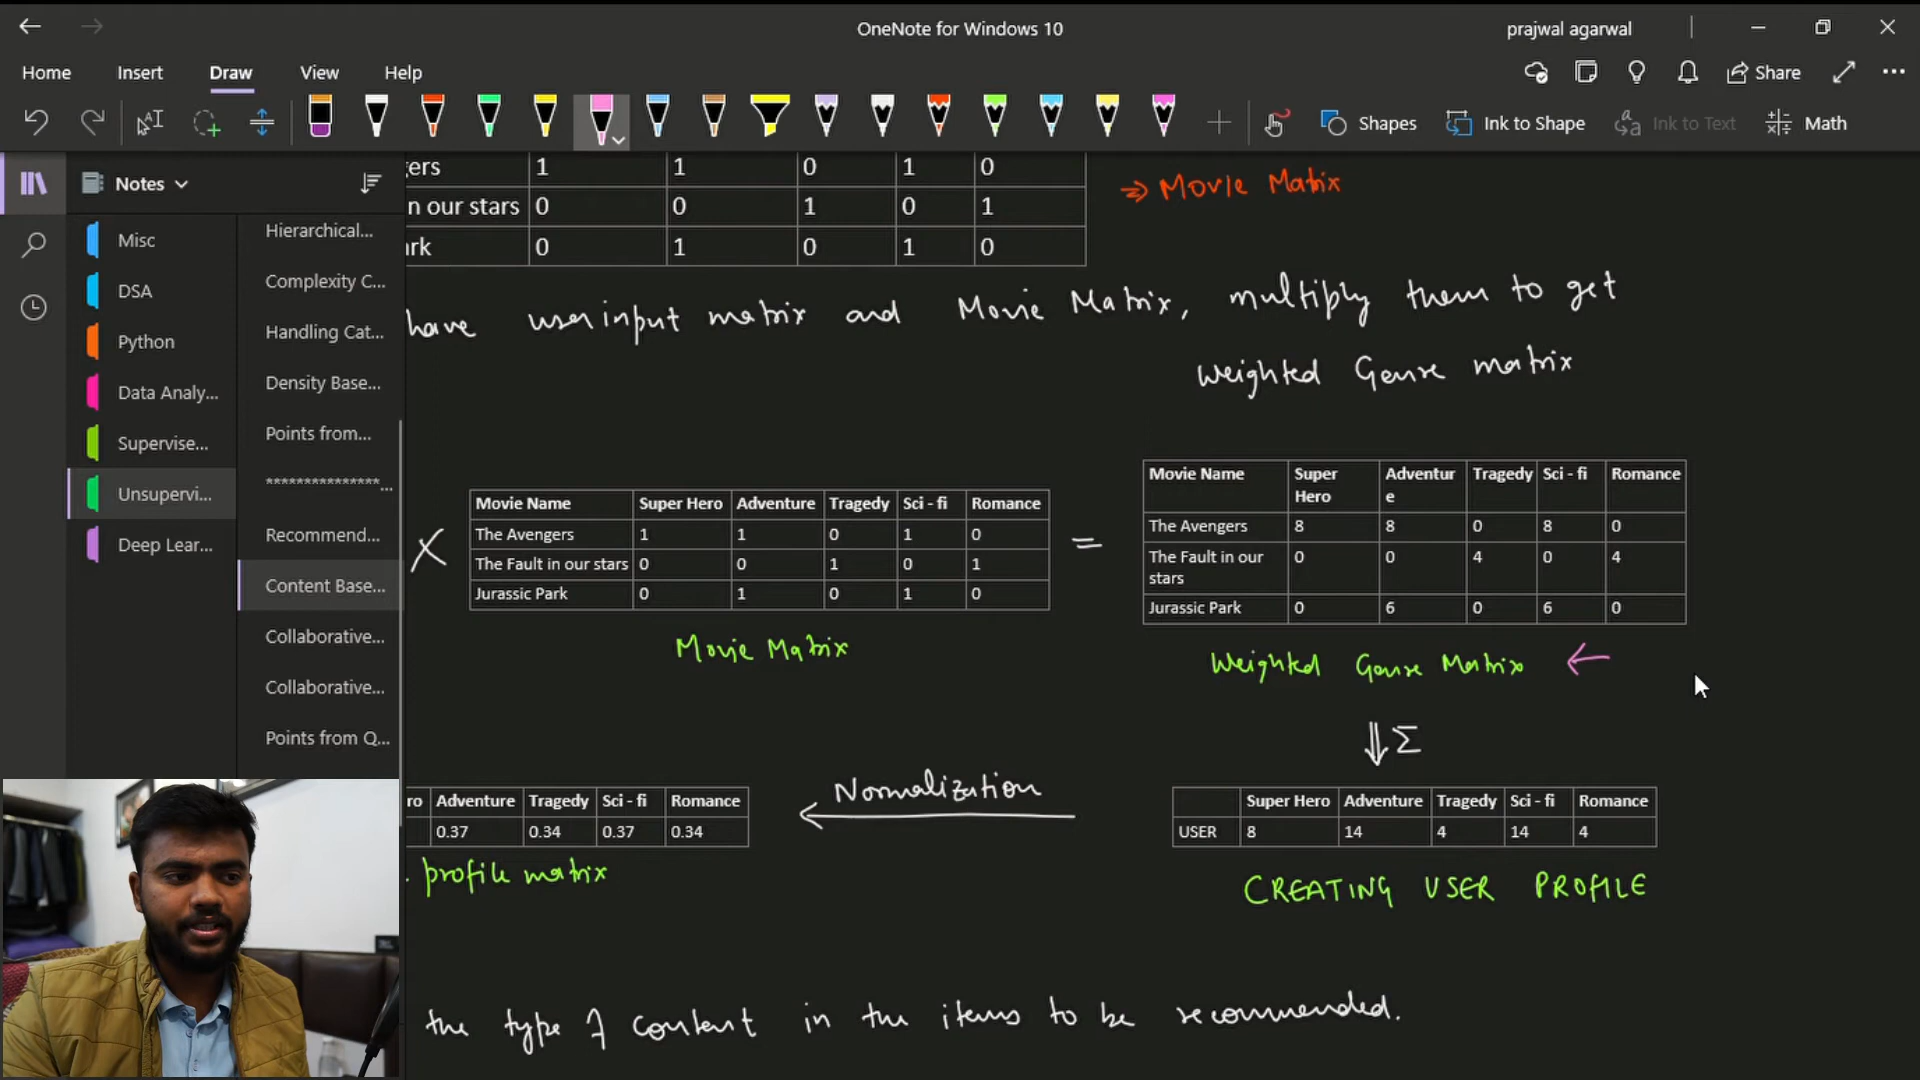 OneNote for Windows 10
prajwal agarwal
Home Insert Draw View Help
Share
Shapes Ink to Shape Ink to Text Math
Notes
Misc
DSA
Python
Data Analy...
Supervise...
Unsupervi...
Deep Lear...
Hierarchical...
Complexity C...
Handling Cat...
Density Base...
Points from...
***************...
Recommend...
Content Base...
Collaborative...
Collaborative...
Points from Q...
gers 1 1 0 1 0
n our stars 0 0 1 0 1
ark 0 1 0 1 0
⇒ Movie Matrix
have user input matrix and Movie Matrix, multiply them to get
Weighted Genre matrix
X
Movie Name Super Hero Adventure Tragedy Sci - fi Romance
The Avengers 1 1 0 1 0
The Fault in our stars 0 0 1 0 1
Jurassic Park 0 1 0 1 0
Movie Matrix
=
Movie Name Super Adventur Tragedy Sci - fi Romance
Hero e
The Avengers 8 8 0 8 0
The Fault in our 0 0 4 0 4
stars
Jurassic Park 0 6 0 6 0
Weighted Genre Matrix ←
⇓ Σ
Super Hero Adventure Tragedy Sci - fi Romance
USER 8 14 4 14 4
CREATING USER PROFILE
Normalization
←
ro Adventure Tragedy Sci - fi Romance
0.37 0.34 0.37 0.34
profile matrix
the type of content in the items to be recommended.